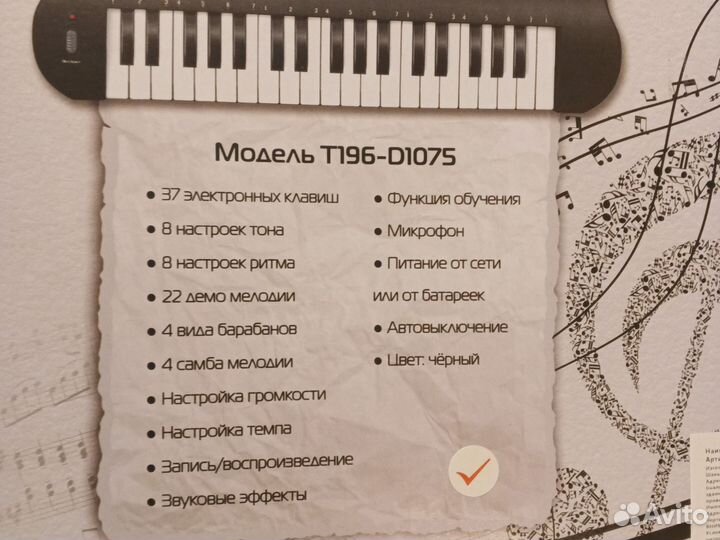 Модель T196-D1075
• 37 электронных клавиш
• 8 настроек тона
• 8 настроек ритма
• 22 демо мелодии
• 4 вида барабанов
• 4 самба мелодии
• Настройка громкости
• Настройка темпа
• Запись/воспроизведение
• Звуковые эффекты
• Функция обучения
• Микрофон
• Питание от сети
или от батареек
• Автовыключение
• Цвет: чёрный
Avito